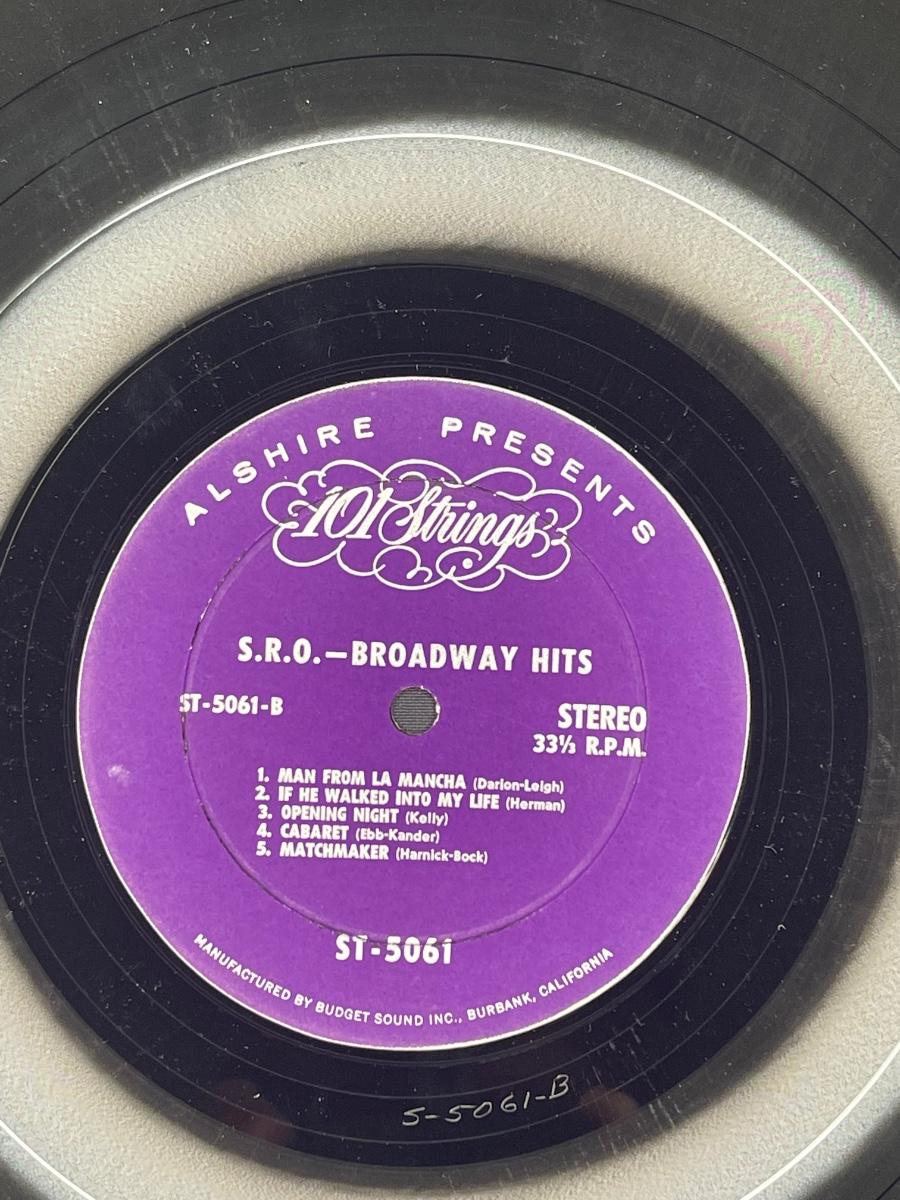 ALSHIRE PRESENTS
101 Strings
S.R.O.—BROADWAY HITS
ST-5061-B
STEREO
33⅓ R.P.M.
1. MAN FROM LA MANCHA (Darion-Leigh)
2. IF HE WALKED INTO MY LIFE (Herman)
3. OPENING NIGHT (Kelly)
4. CABARET (Ebb-Kander)
5. MATCHMAKER (Harnick-Bock)
ST-5061
MANUFACTURED BY BUDGET SOUND INC., BURBANK, CALIFORNIA
S-5061-B